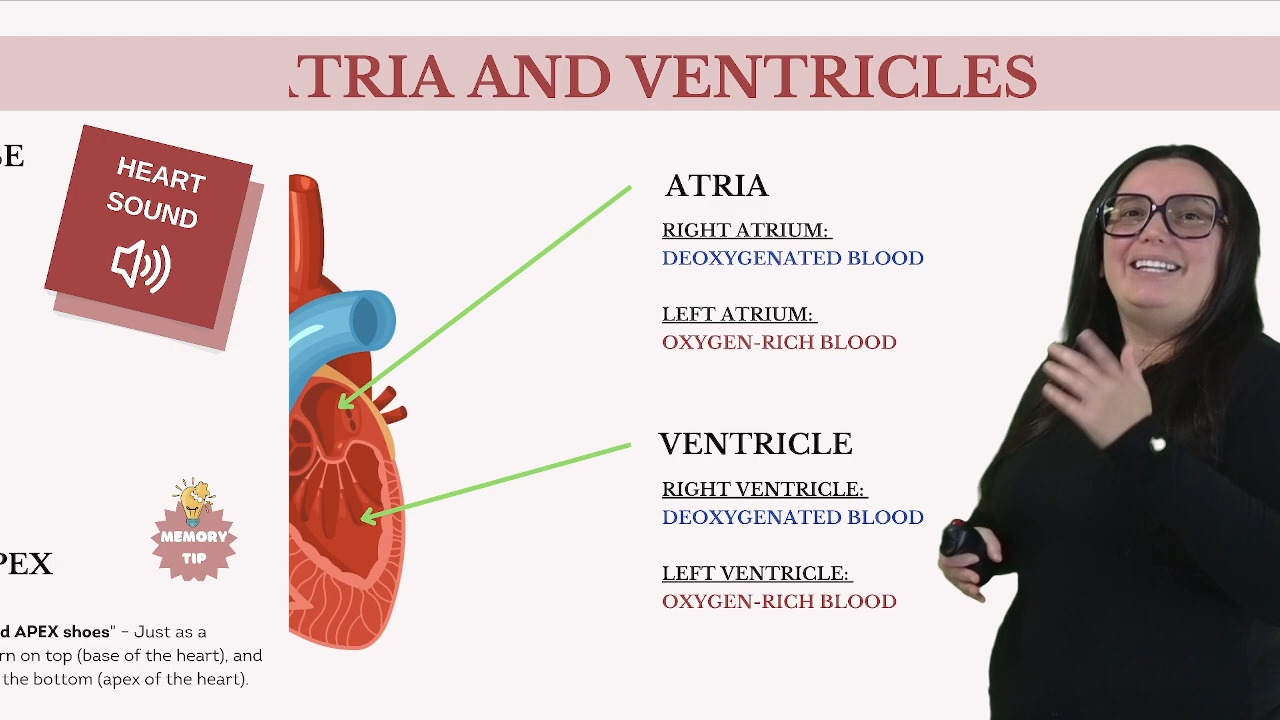 TRIA AND VENTRICLES
HEART
SOUND
MEMORY
TIP
PEX
d APEX shoes" – Just as a
rn on top (base of the heart), and
the bottom (apex of the heart).
ATRIA
RIGHT ATRIUM:
DEOXYGENATED BLOOD
LEFT ATRIUM:
OXYGEN-RICH BLOOD
VENTRICLE
RIGHT VENTRICLE:
DEOXYGENATED BLOOD
LEFT VENTRICLE:
OXYGEN-RICH BLOOD